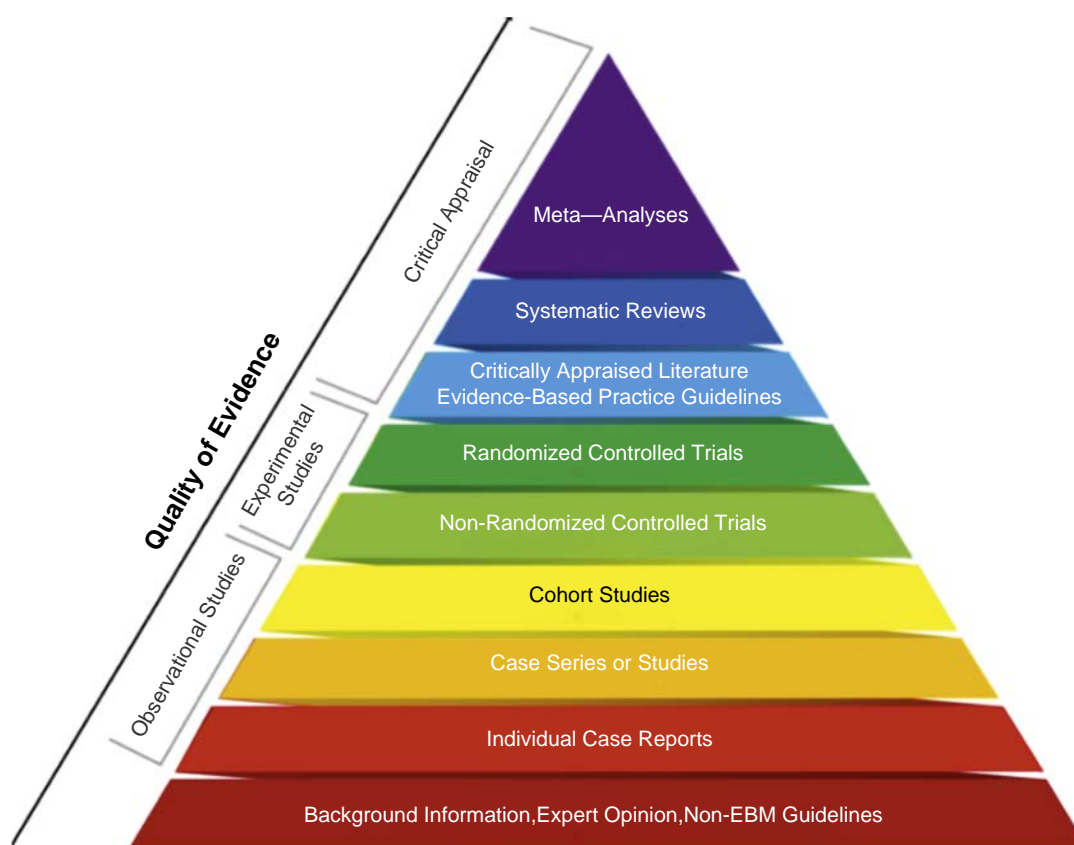 Quality of Evidence
Critical Appraisal
Experimental
Studies
Observational Studies
Meta—Analyses
Systematic Reviews
Critically Appraised Literature
Evidence-Based Practice Guidelines
Randomized Controlled Trials
Non-Randomized Controlled Trials
Cohort Studies
Case Series or Studies
Individual Case Reports
Background Information,Expert Opinion,Non-EBM Guidelines